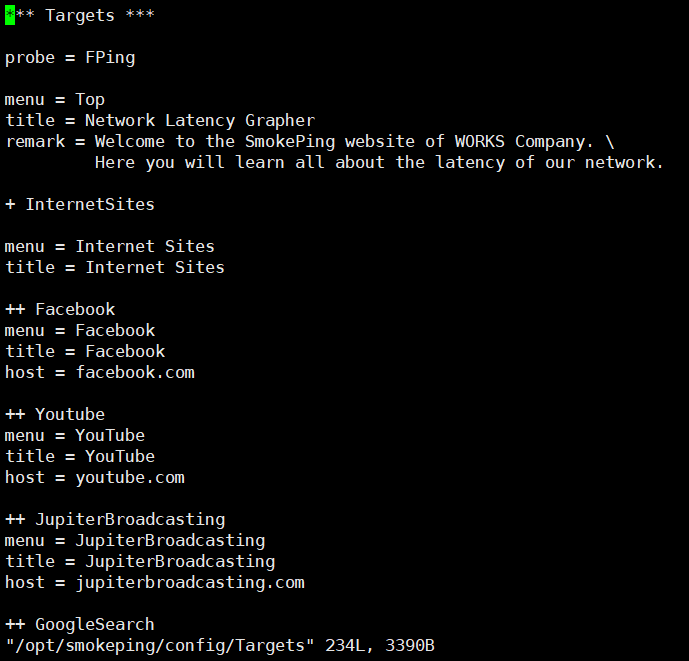 *** Targets ***
probe = FPing
menu = Top
title = Network Latency Grapher
remark = Welcome to the SmokePing website of WORKS Company. \
Here you will learn all about the latency of our network.
+ InternetSites
menu = Internet Sites
title = Internet Sites
++ Facebook
menu = Facebook
title = Facebook
host = facebook.com
++ Youtube
menu = YouTube
title = YouTube
host = youtube.com
++ JupiterBroadcasting
menu = JupiterBroadcasting
title = JupiterBroadcasting
host = jupiterbroadcasting.com
++ GoogleSearch
"/opt/smokeping/config/Targets" 234L, 3390B